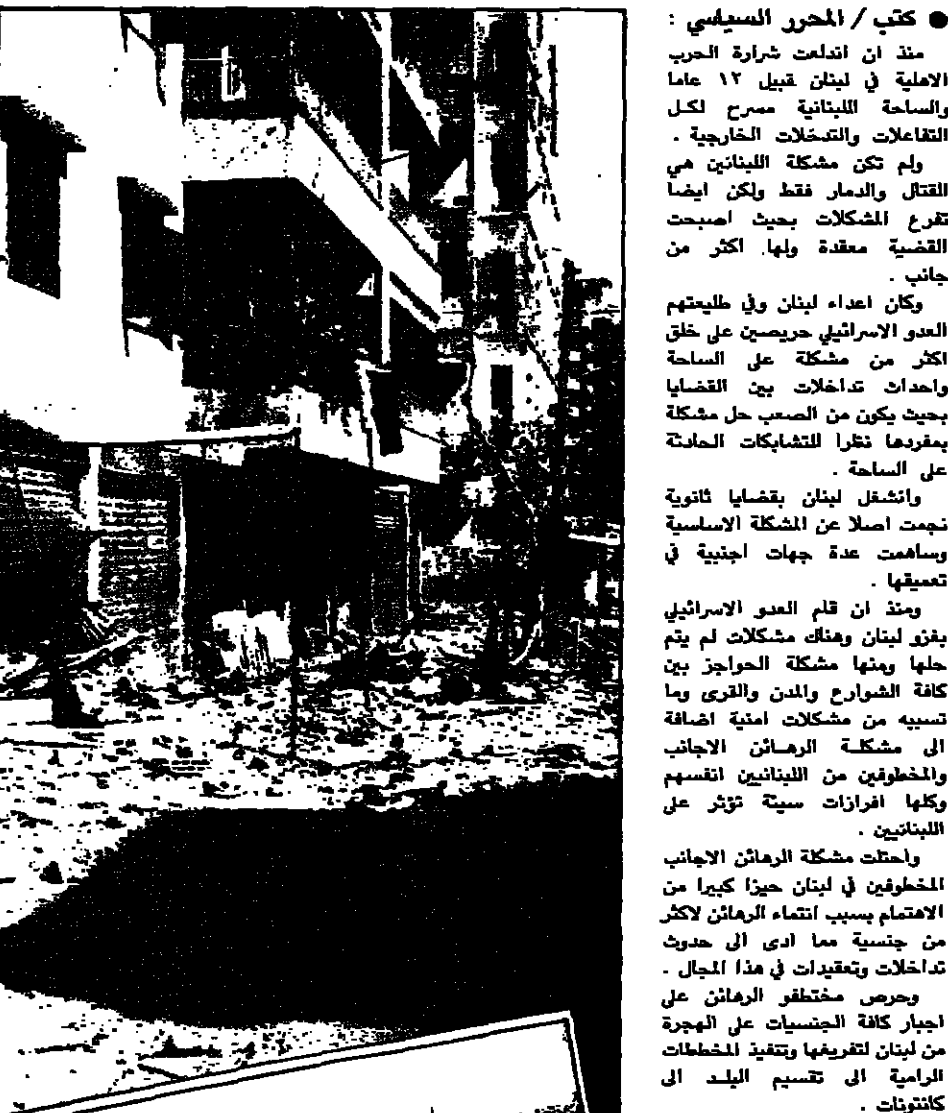 ● كتب / المحرر السياسي :
منذ ان اندلعت شرارة الحرب
الاهلية في لبنان قبيل ١٢ عاما
والساحة اللبنانية مسرح لكل
التفاعلات والتدخلات الخارجية .
ولم تكن مشكلة اللبنانين هي
القتال والدمار فقط ولكن ايضا
تفرع المشكلات بحيث اصبحت
القضية معقدة ولها اكثر من
جانب .
وكان اعداء لبنان وفي طليعتهم
العدو الاسرائيلي حريصين على خلق
اكثر من مشكلة على الساحة
واحداث تداخلات بين القضايا
بحيث يكون من الصعب حل مشكلة
بمفردها نظرا للتشابكات الحادثة
على الساحة .
وانشغل لبنان بقضايا ثانوية
نجمت اصلا عن المشكلة الاساسية
وساهمت عدة جهات اجنبية في
تعميقها .
ومنذ ان قام العدو الاسرائيلي
بغزو لبنان وهناك مشكلات لم يتم
حلها ومنها مشكلة الحواجز بين
كافة الشوارع والمدن والقرى وما
تسببه من مشكلات امنية اضافة
الى مشكلة الرهائن الاجانب
والمخطوفين من اللبنانيين انفسهم
وكلها افرازات سيئة تؤثر على
اللبنانيين .
واحتلت مشكلة الرهائن الاجانب
المخطوفين في لبنان حيزا كبيرا من
الاهتمام بسبب انتماء الرهائن لاكثر
من جنسية مما ادى الى حدوث
تداخلات وتعقيدات في هذا المجال .
وحرص مختطفو الرهائن على
اجبار كافة الجنسيات على الهجرة
من لبنان لتفريغها وتنفيذ المخططات
الرامية الى تقسيم البلد الى
كانتونات .